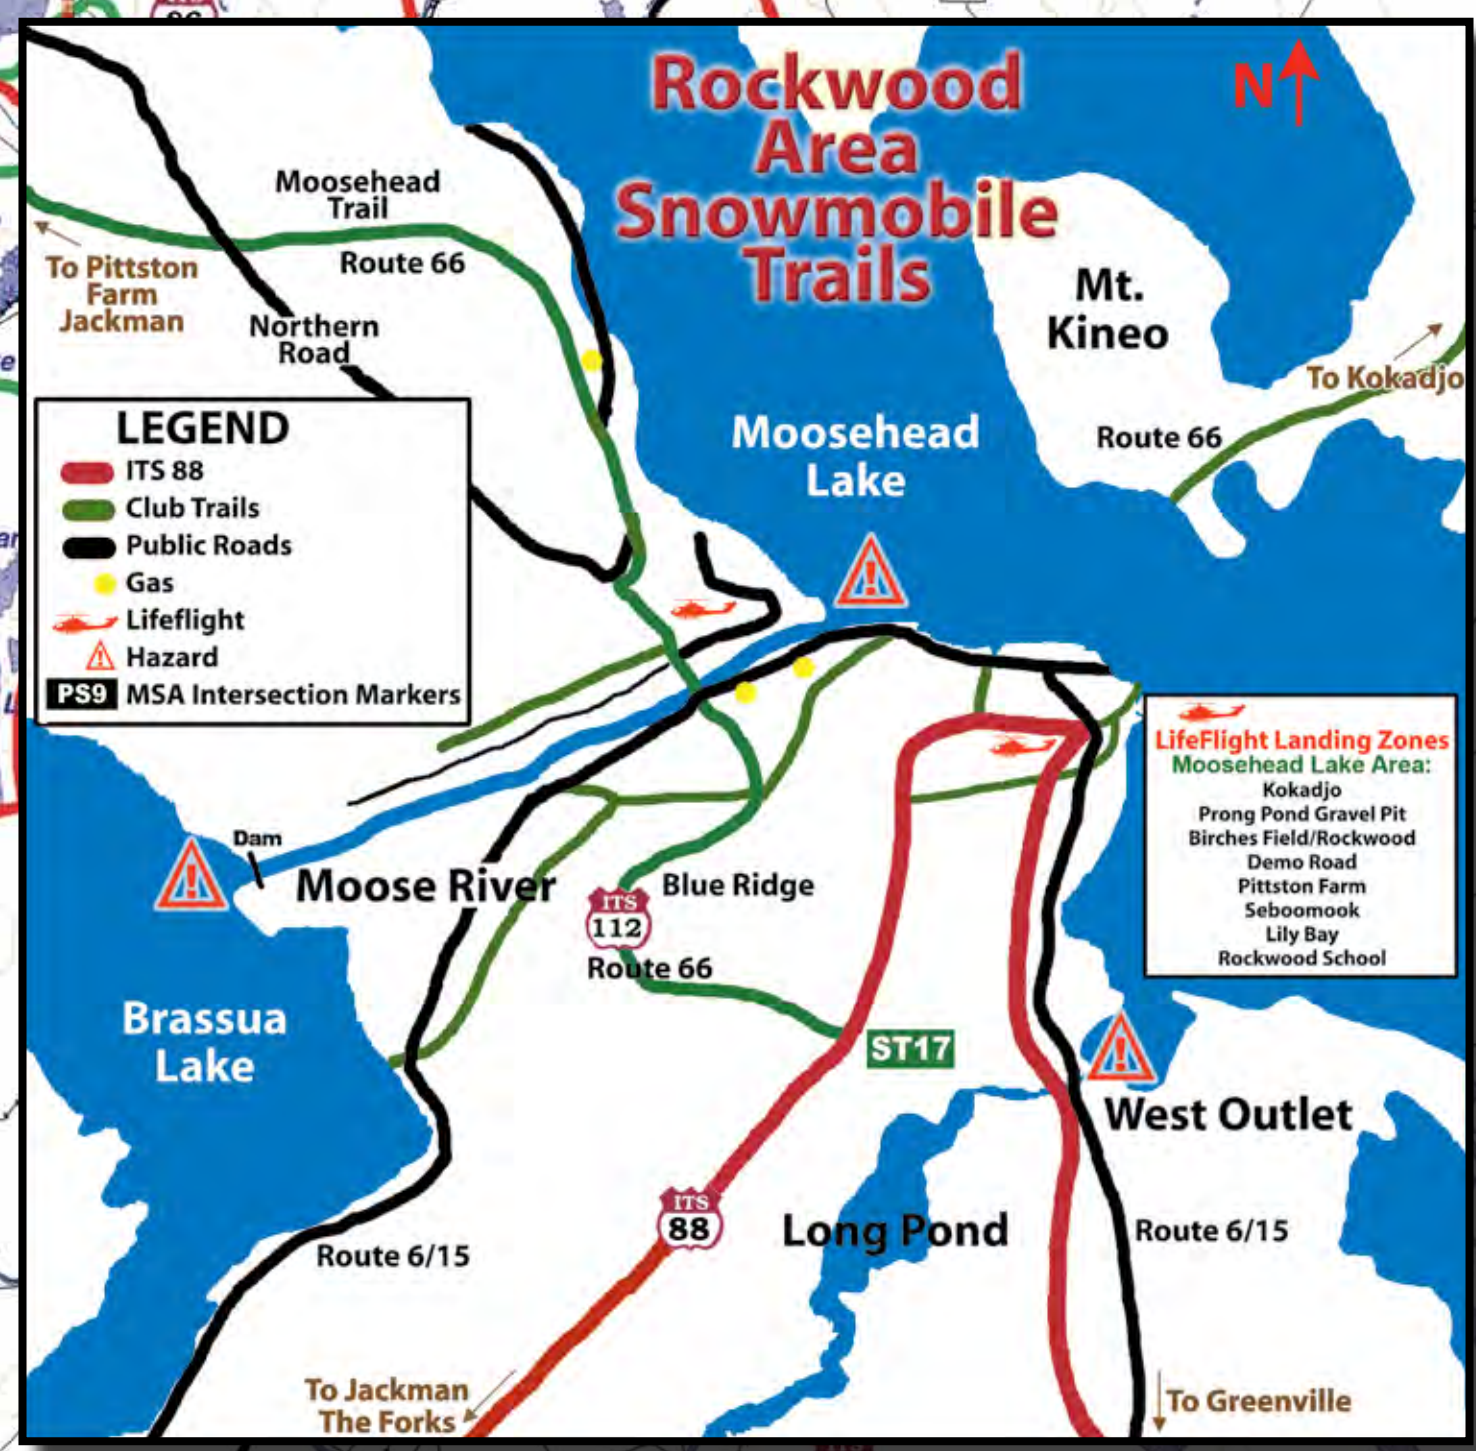 Rockwood
Area
Snowmobile
Trails
N
Moosehead
Trail
Route 66
To Pittston
Farm
Jackman
Northern
Road
Mt.
Kineo
To Kokadjo
Route 66
Moosehead
Lake
LEGEND
ITS 88
Club Trails
Public Roads
Gas
Lifeflight
Hazard
PS9 MSA Intersection Markers
LifeFlight Landing Zones
Moosehead Lake Area:
Kokadjo
Prong Pond Gravel Pit
Birches Field/Rockwood
Demo Road
Pittston Farm
Seboomook
Lily Bay
Rockwood School
Dam
Moose River
Blue Ridge
ITS
112
Route 66
Brassua
Lake
ST17
West Outlet
ITS
88
Long Pond
Route 6/15
Route 6/15
To Jackman
The Forks
To Greenville